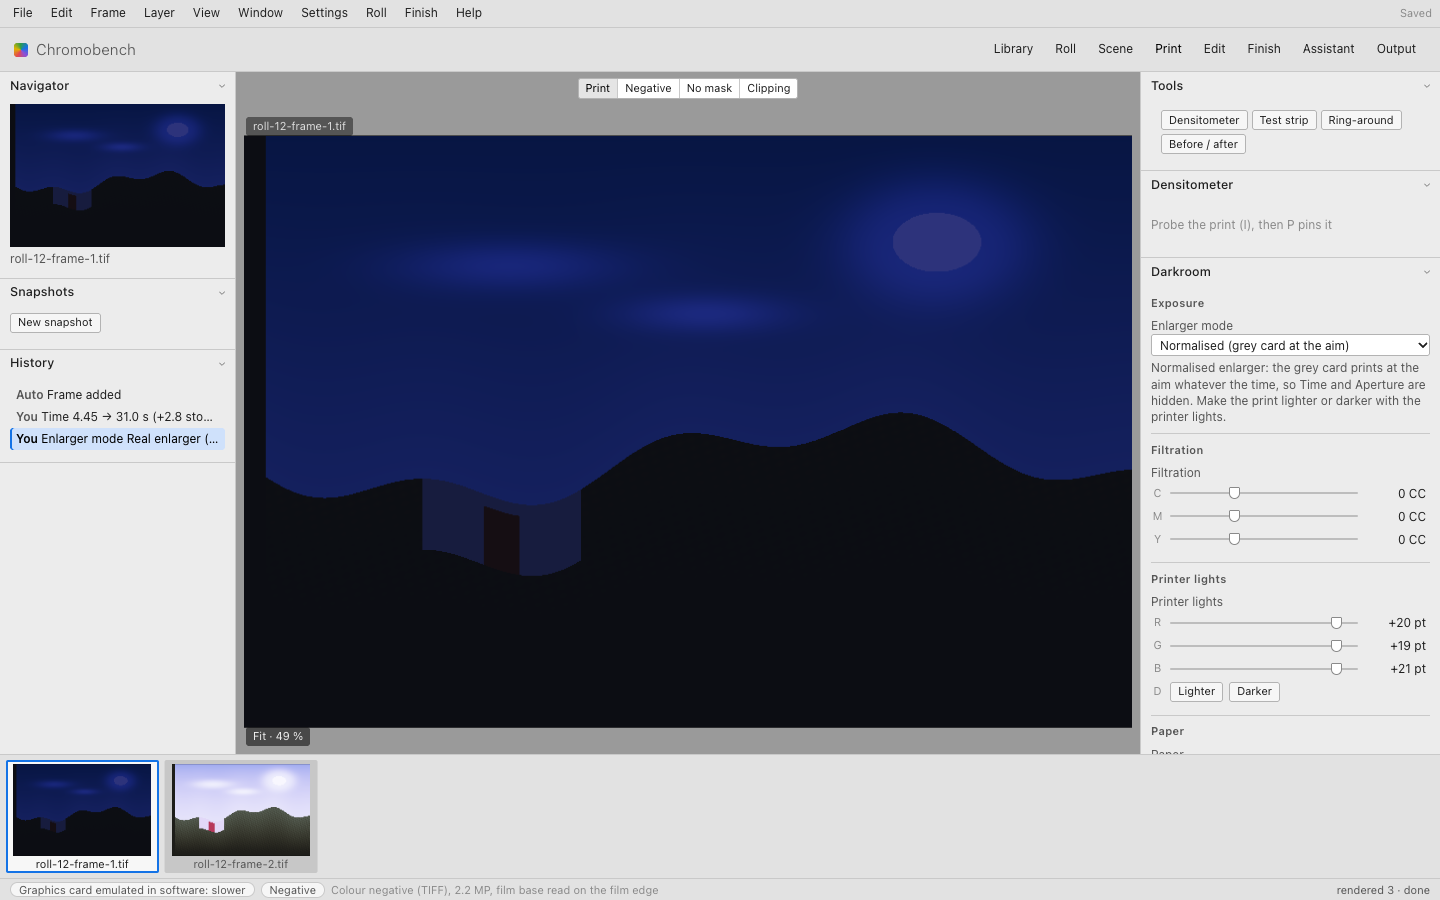 File Edit Frame Layer View Window Settings Roll Finish Help Saved
Chromobench Library Roll Scene Print Edit Finish Assistant Output
Navigator
roll-12-frame-1.tif
Snapshots
New snapshot
History
Auto Frame added
You Time 4.45 → 31.0 s (+2.8 sto...
You Enlarger mode Real enlarger (...
Print Negative No mask Clipping
roll-12-frame-1.tif
Fit · 49 %
Tools
Densitometer Test strip Ring-around
Before / after
Densitometer
Probe the print (I), then P pins it
Darkroom
Exposure
Enlarger mode
Normalised (grey card at the aim)
Normalised enlarger: the grey card prints at the
aim whatever the time, so Time and Aperture are
hidden. Make the print lighter or darker with the
printer lights.
Filtration
Filtration
C 0 CC
M 0 CC
Y 0 CC
Printer lights
Printer lights
R +20 pt
G +19 pt
B +21 pt
D Lighter Darker
Paper
Paper
roll-12-frame-1.tif roll-12-frame-2.tif
Graphics card emulated in software: slower Negative Colour negative (TIFF), 2.2 MP, film base read on the film edge rendered 3 · done